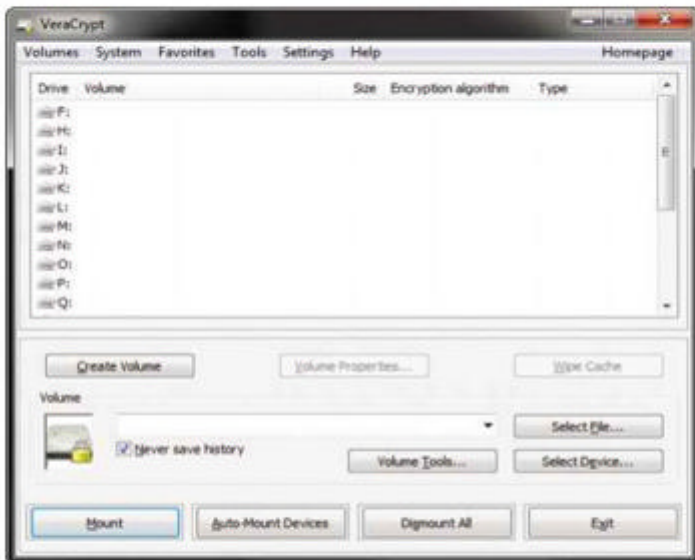 VeraCrypt
Volumes System Favorites Tools Settings Help Homepage
Drive Volume Size Encryption algorithm Type
F:
H:
I:
J:
K:
L:
M:
N:
O:
P:
Q:
Create Volume Volume Properties... Wipe Cache
Volume
Select File...
Never save history
Volume Tools... Select Device...
Mount Auto-Mount Devices Dismount All Exit